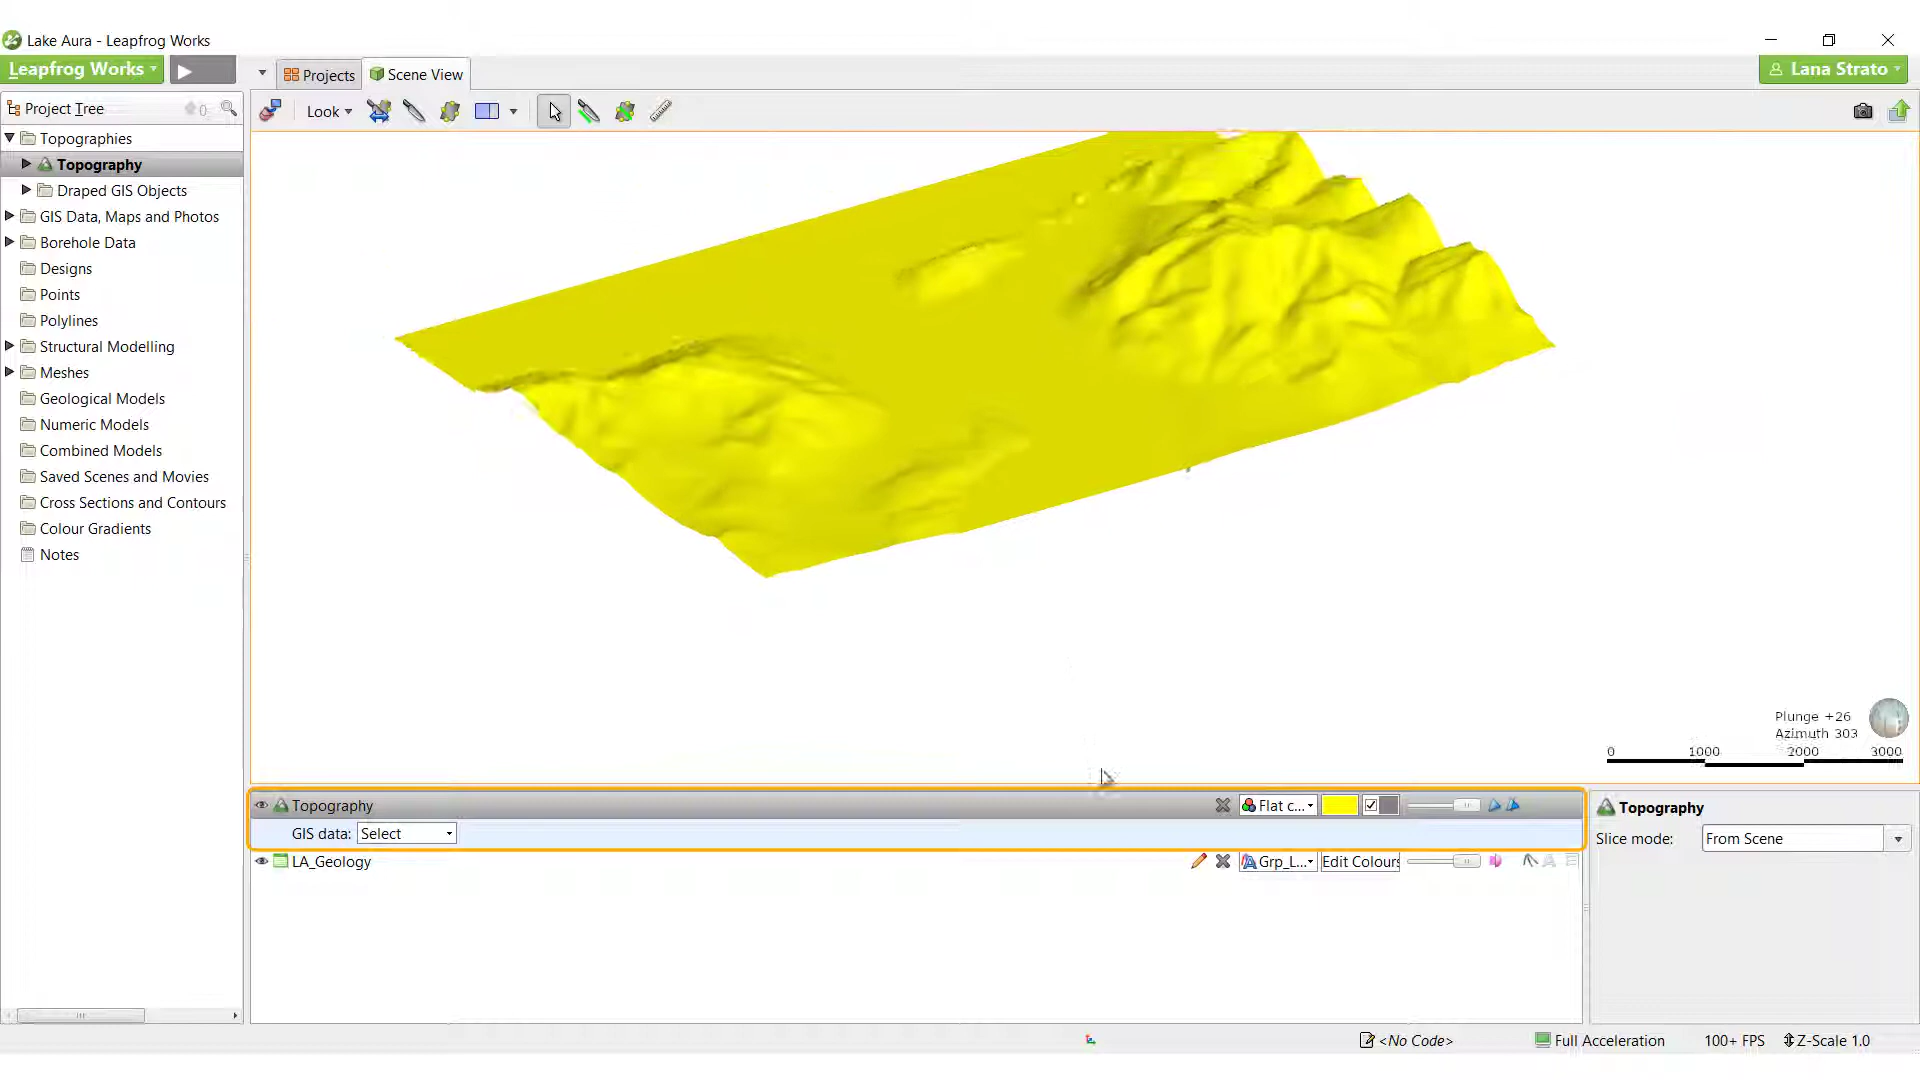 Lake Aura - Leapfrog Works
Leapfrog Works
Projects
Scene View
Lana Strato
Project Tree
0
Look
Topographies
Topography
Draped GIS Objects
GIS Data, Maps and Photos
Borehole Data
Designs
Points
Polylines
Structural Modelling
Meshes
Geological Models
Numeric Models
Combined Models
Saved Scenes and Movies
Cross Sections and Contours
Colour Gradients
Notes
Plunge +26
Azimuth 303
0 1000 2000 3000
Topography
Flat c...
GIS data: Select
LA_Geology
Grp_L...
Edit Colours
Topography
Slice mode: From Scene
<No Code>
Full Acceleration
100+ FPS
Z-Scale 1.0